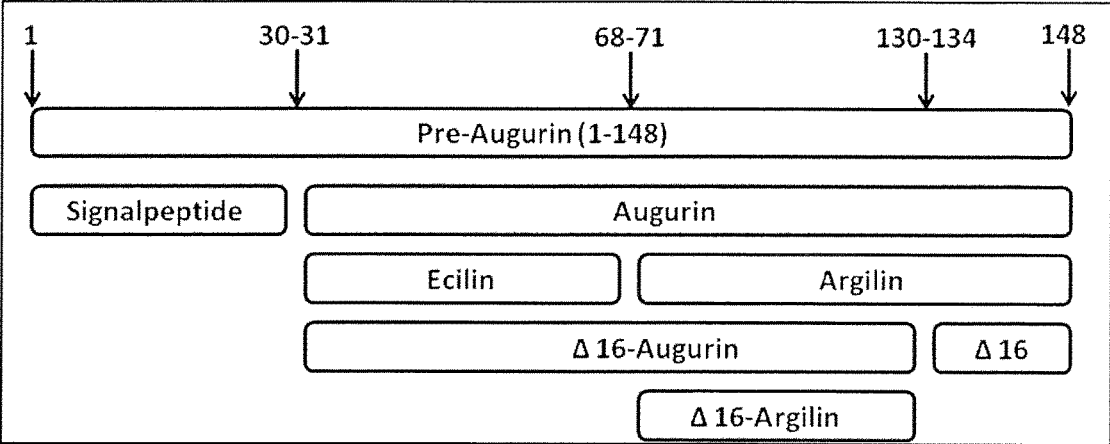 1 30-31 68-71 130-134 148
Pre-Augurin (1-148)
Signalpeptide Augurin
Ecilin Argilin
Δ 16-Augurin Δ 16
Δ 16-Argilin